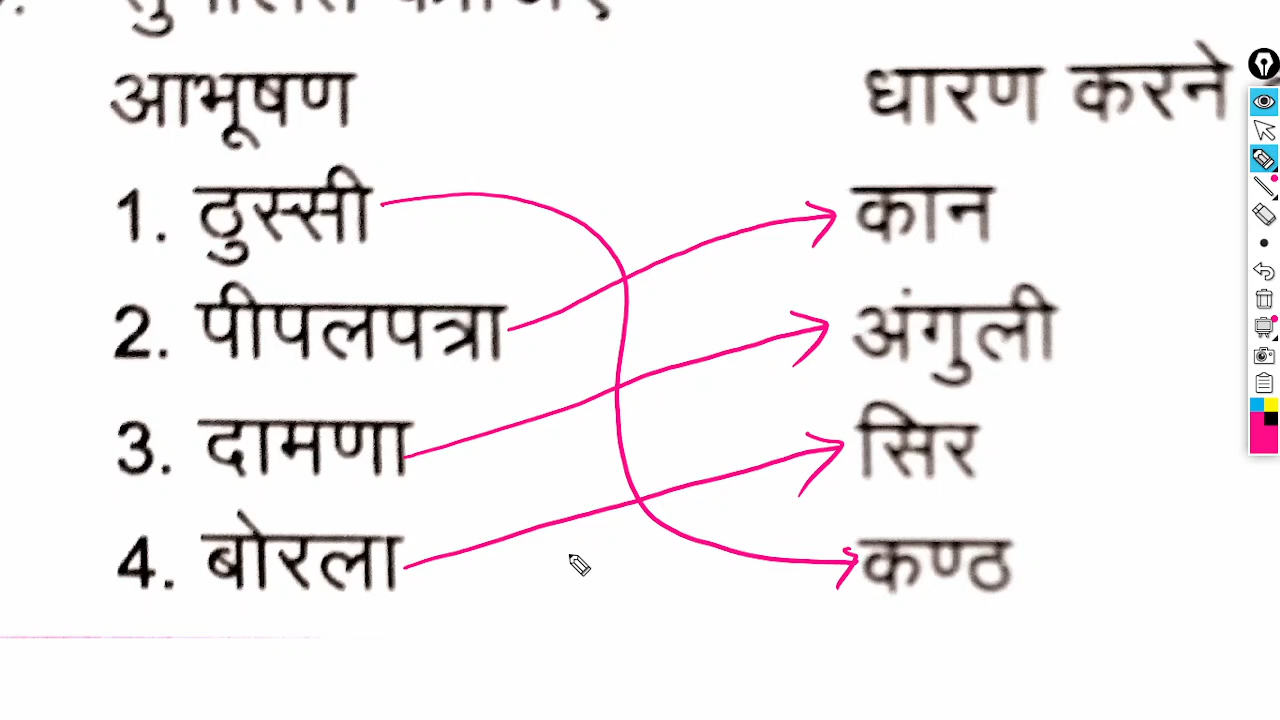 आभूषण धारण करने
1. ठुस्सी कान
2. पीपलपत्रा अंगुली
3. दामणा सिर
4. बोरला कण्ठ